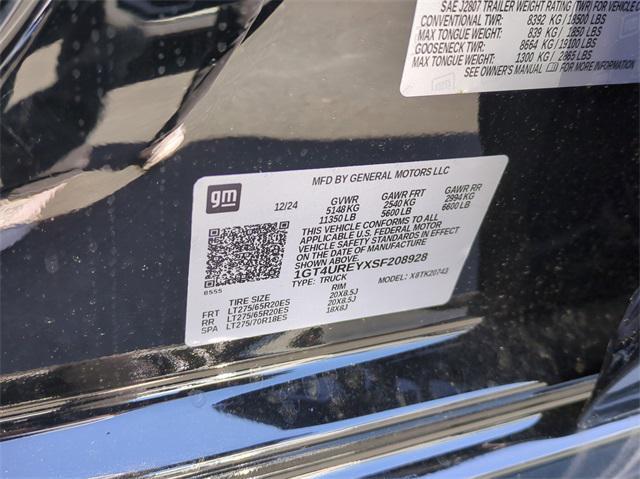 SAE J2807 TRAILER WEIGHT RATING (TWR) FOR VEHICLE
CONVENTIONAL TWR: 8392 KG / 18500 LBS
MAX TONGUE WT: 839 KG / 1850 LBS
GOOSENECK TWR: 8664 KG / 19100 LBS
MAX TONGUE WT: 1300 KG / 2865 LBS
SEE OWNER'S MANUAL FOR MORE INFORMATION
gm
MFD BY GENERAL MOTORS LLC
12/24 GVWR GAWR FRT GAWR RR
5148 KG 2540 KG 2994 KG
11350 LB 5600 LB 6600 LB
THIS VEHICLE CONFORMS TO ALL
APPLICABLE U.S. FEDERAL MOTOR
VEHICLE SAFETY STANDARDS IN EFFECT
ON THE DATE OF MANUFACTURE
SHOWN ABOVE.
1GT4UREYXSF208928
8555 TYPE: TRUCK MODEL: X8TK20743
TIRE SIZE RIM
FRT LT275/65R20ES 20X8.5J
RR LT275/65R20ES 20X8.5J
SPA LT275/70R18ES 18X8J